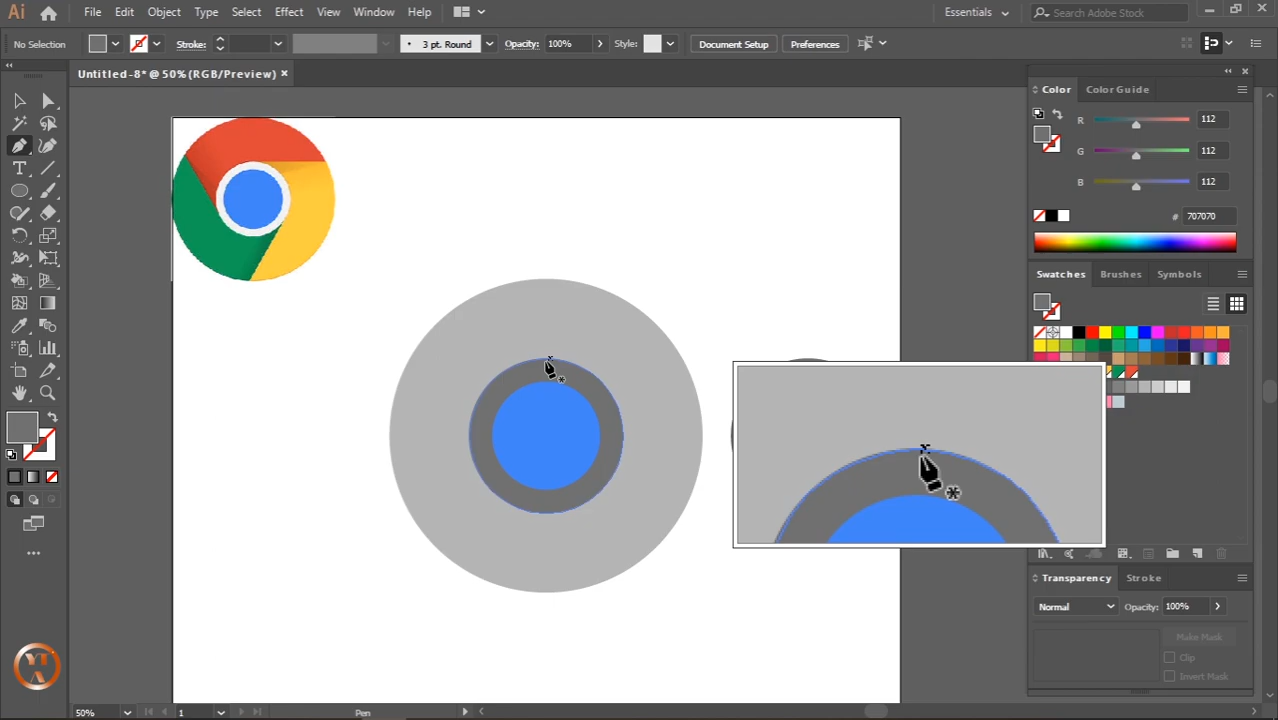 Ai File Edit Object Type Select Effect View Window Help Essentials Search Adobe Stock
No Selection Stroke: 3 pt. Round Opacity: 100% Style: Document Setup Preferences
Untitled-8* @ 50% (RGB/Preview)
Color Color Guide
R 112
G 112
B 112
# 707070
Swatches Brushes Symbols
Transparency Stroke
Normal Opacity: 100%
Make Mask
Clip
Invert Mask
50% 1 Pen